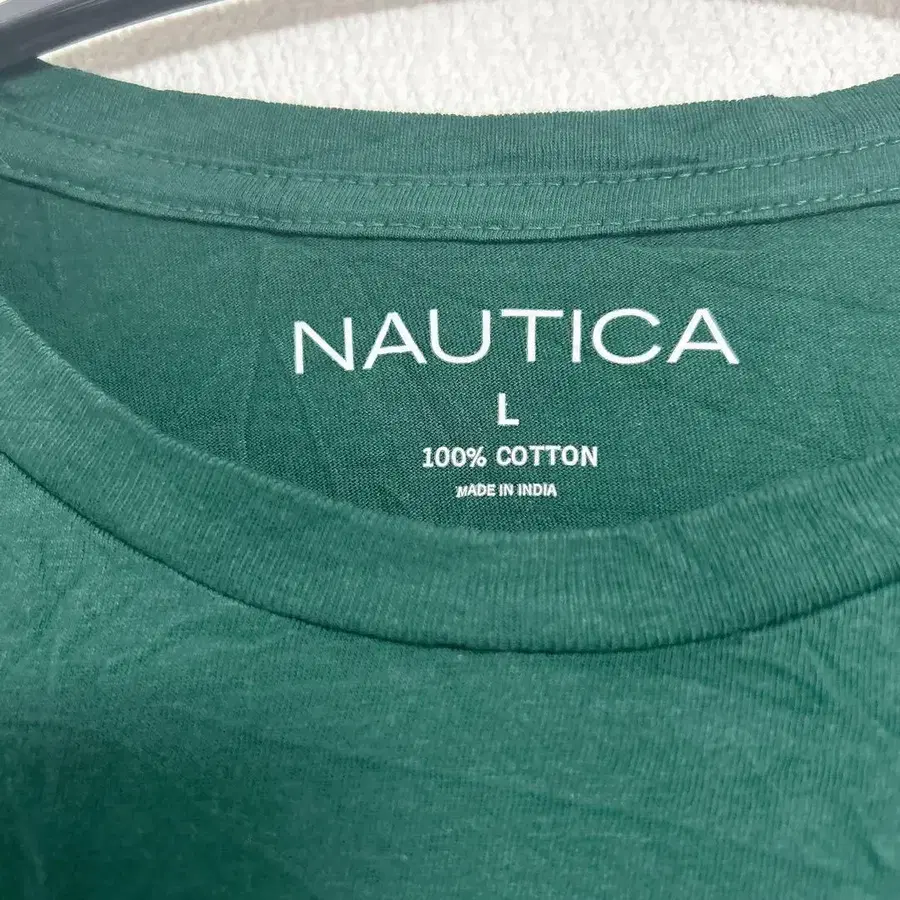 NAUTICA
L
100% COTTON
MADE IN INDIA